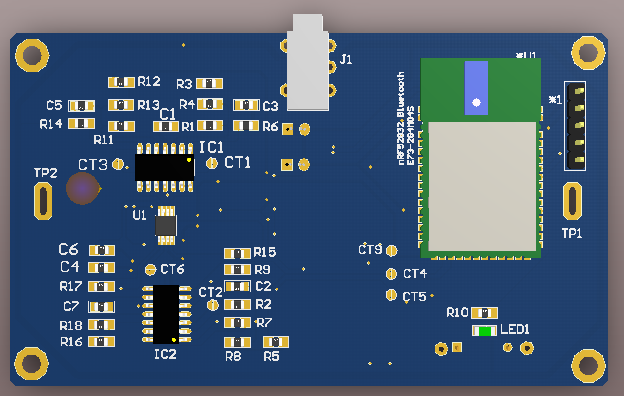 J1
*U1
R12
R3
nRF52832.Bluetooth
E73-2G4M04S
*1
C5
R13
R4
C3
R14
R11
C1
R1
R6
IC1
CT3
CT1
TP2
U1
TP1
C6
R15
CT9
C4
CT6
R9
CT4
R17
CT2
C2
CT5
C7
R2
R10
R18
R7
LED1
R16
IC2
R8
R5